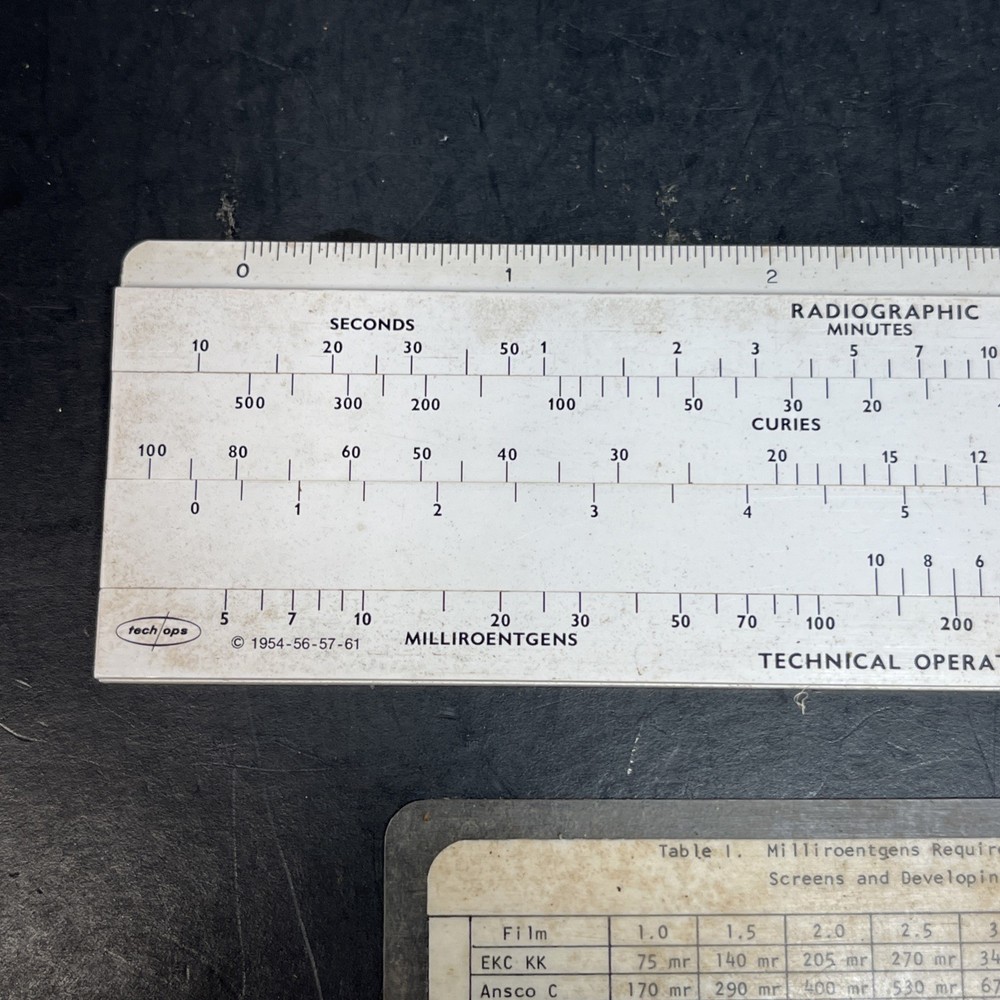 0 1 2
RADIOGRAPHIC
SECONDS MINUTES
10 20 30 50 1 2 3 5 7 10
500 300 200 100 50 30 20
CURIES
100 80 60 50 40 30 20 15 12
0 1 2 3 4 5
10 8 6
5 7 10 20 30 50 70 100 200
tech/ops © 1954-56-57-61 MILLIROENTGENS
TECHNICAL OPERAT
Table 1. Milliroentgens Require
Screens and Developin
Film 1.0 1.5 2.0 2.5 3
EKC KK 75 mr 140 mr 205 mr 270 mr 34
Ansco C 170 mr 290 mr 400 mr 530 mr 67